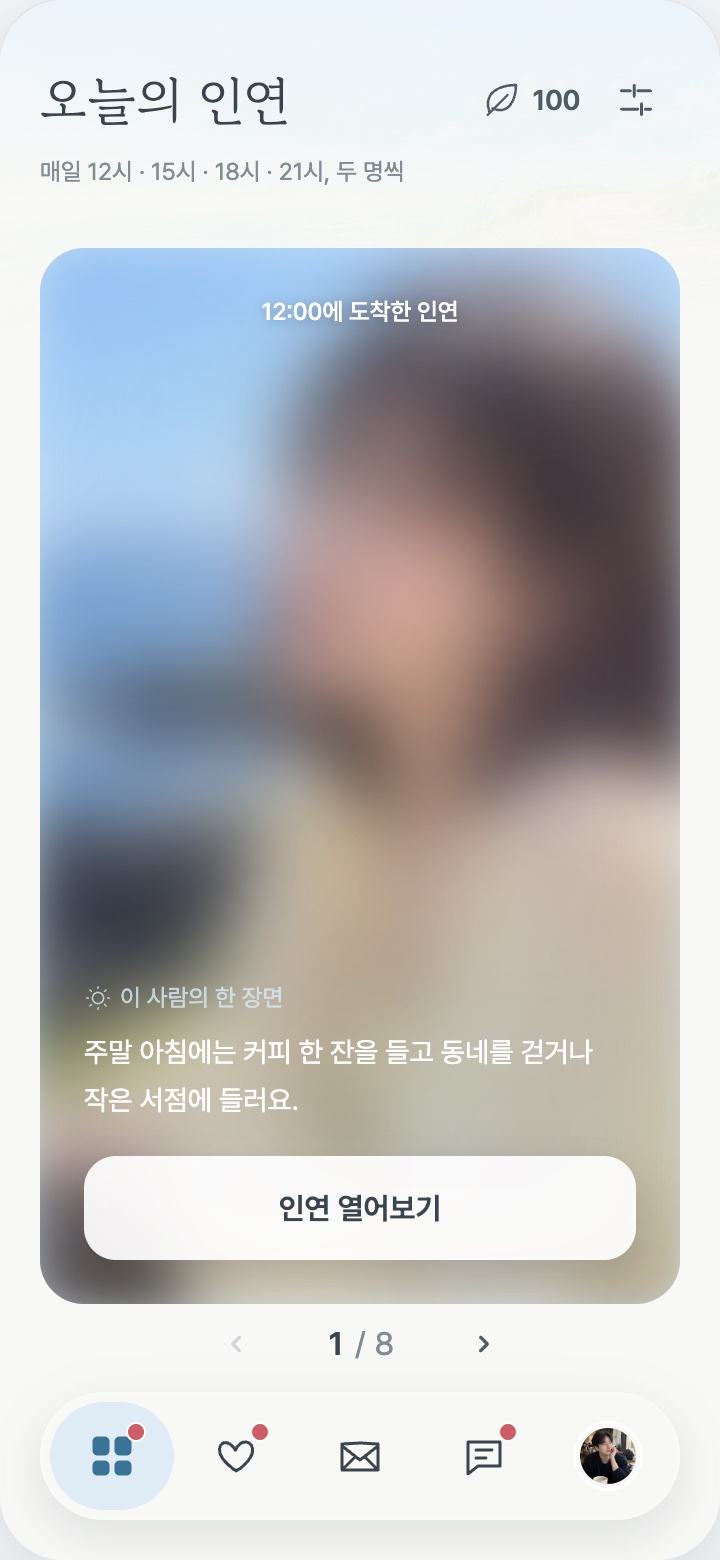 오늘의 인연
100
매일 12시 · 15시 · 18시 · 21시, 두 명씩
12:00에 도착한 인연
이 사람의 한 장면
주말 아침에는 커피 한 잔을 들고 동네를 걷거나
작은 서점에 들러요.
인연 열어보기
1 / 8